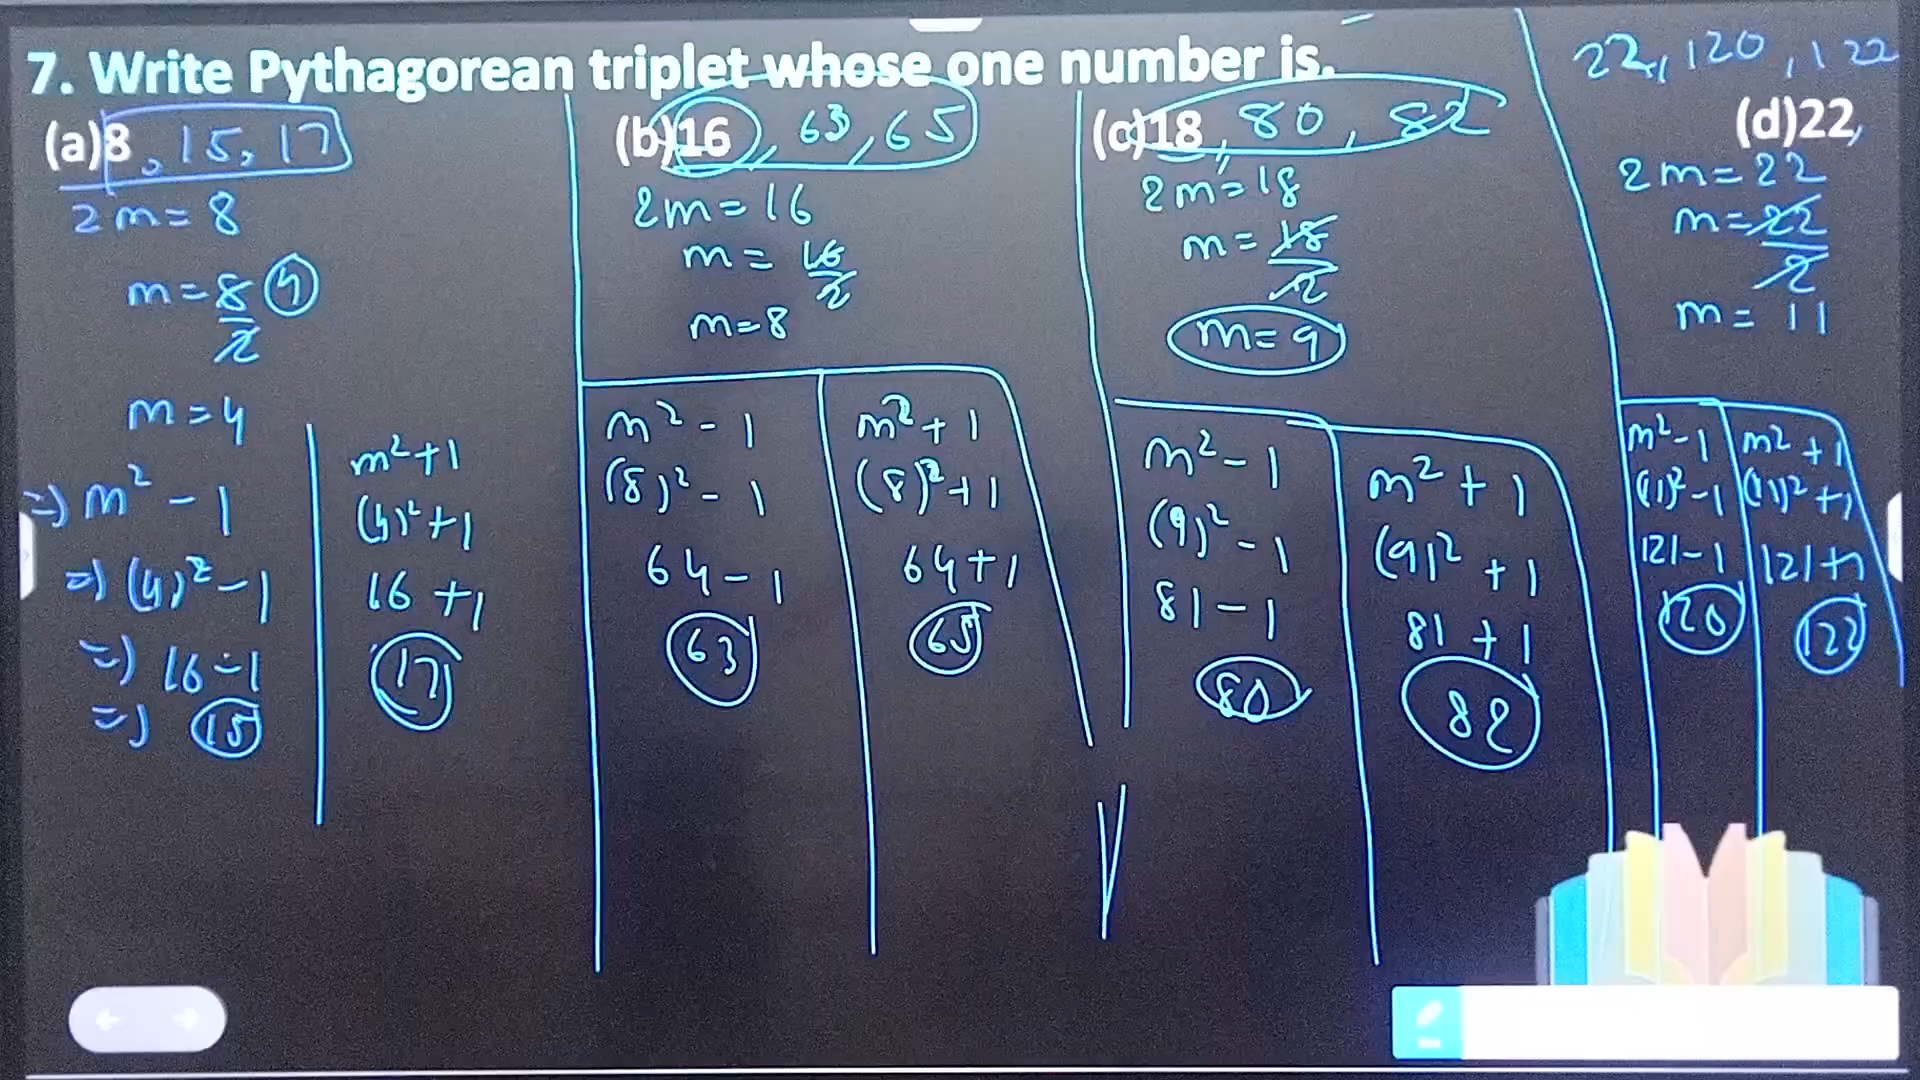 7. Write Pythagorean triplet whose one number is.
22, 120, 122
(a)8, 15, 17
2m = 8
m = 8/2 (4)
m = 4
=> m² - 1
=> (4)² - 1
=> 16 - 1
=> 15
m² + 1
(4)² + 1
16 + 1
17
(b)16, 63, 65
2m = 16
m = 16/2
m = 8
m² - 1
(8)² - 1
64 - 1
63
m² + 1
(8)² + 1
64 + 1
65
(c)18, 80, 82
2m = 18
m = 18/2
m = 9
m² - 1
(9)² - 1
81 - 1
80
m² + 1
(9)² + 1
81 + 1
82
(d)22,
2m = 22
m = 22/2
m = 11
m² - 1
(11)² - 1
121 - 1
120
m² + 1
(11)² + 1
121 + 1
122